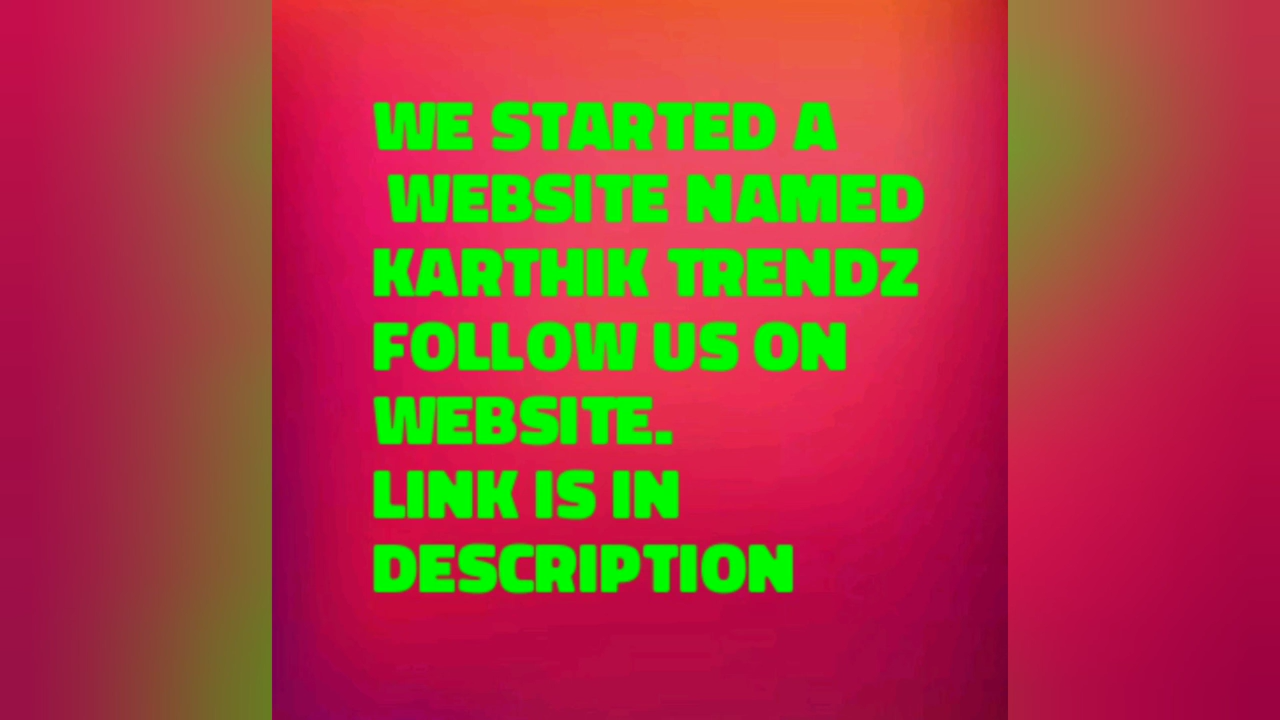 WE STARTED A
WEBSITE NAMED
KARTHIK TRENDZ
FOLLOW US ON
WEBSITE.
LINK IS IN
DESCRIPTION